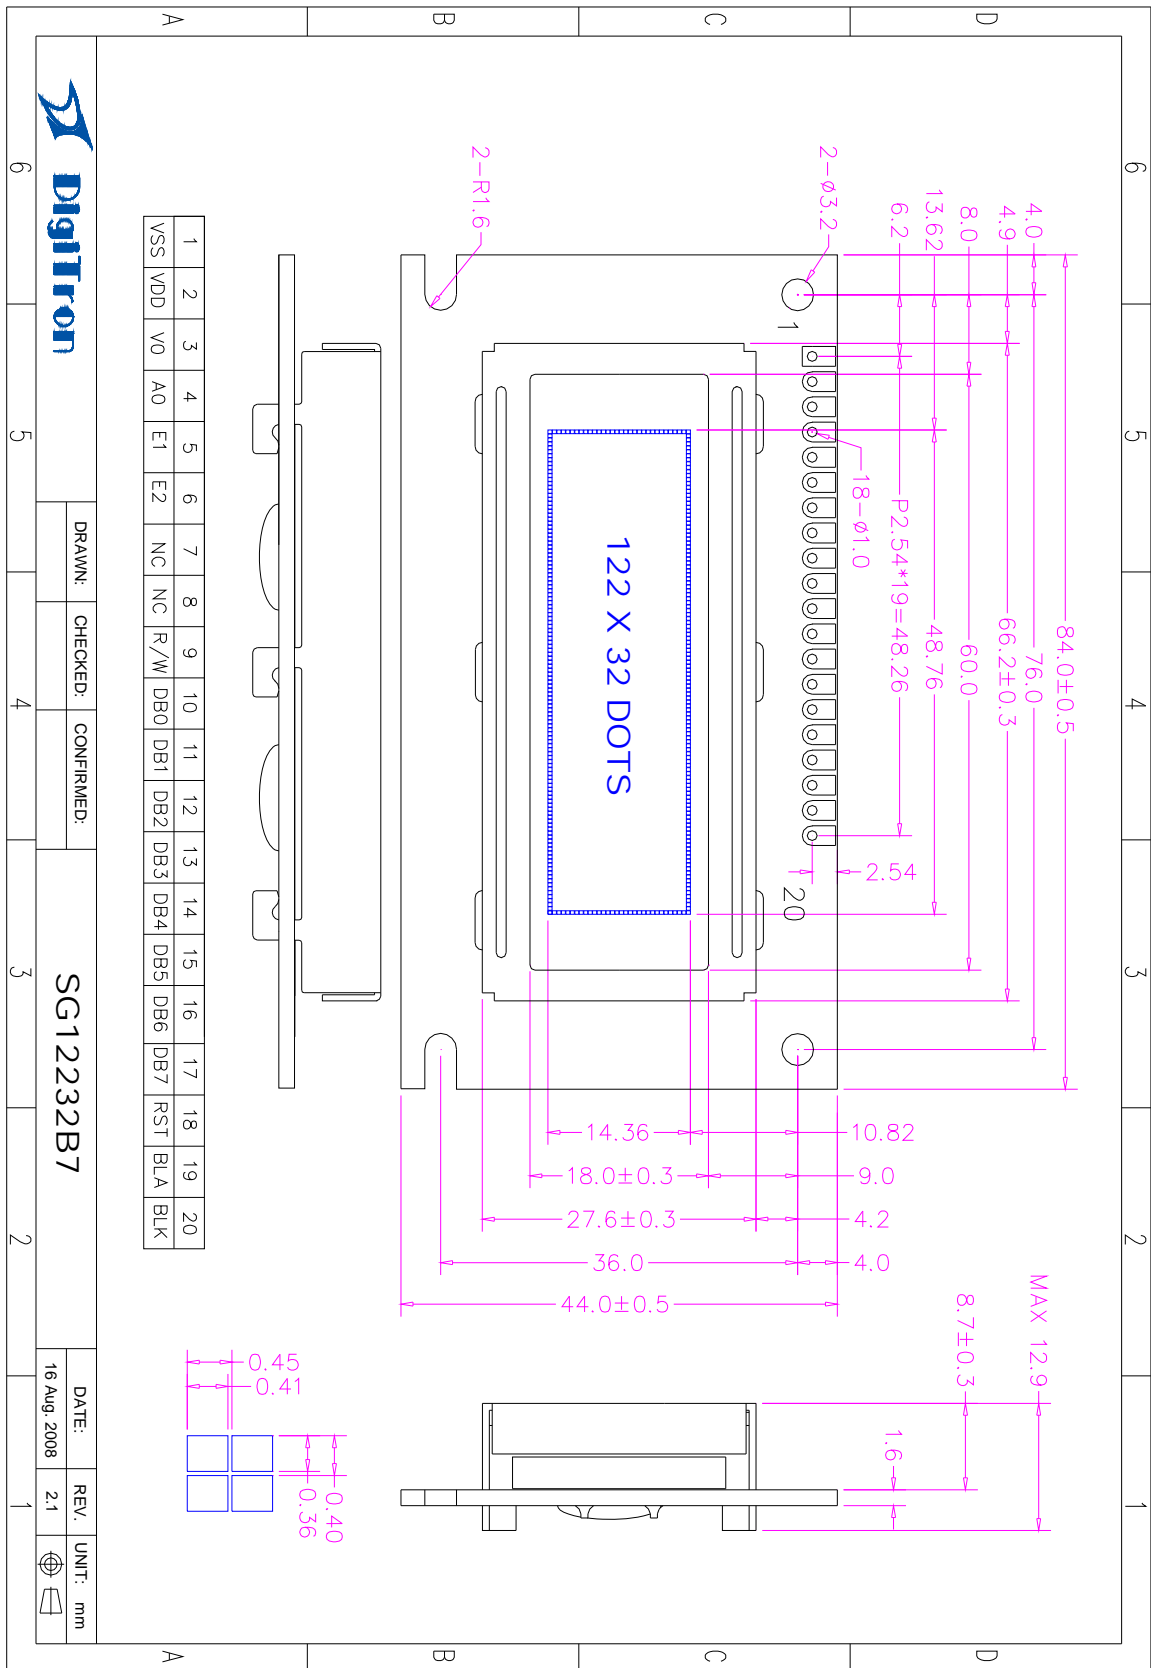 6 5 4 3 2 1
D
C
B
A
84.0±0.5
4.0 76.0
4.9 66.2±0.3
8.0 60.0
13.62 48.76
6.2 P2.54*19=48.26
2-ø3.2
18-ø1.0
2.54
1
20
2-R1.6
122 X 32 DOTS
10.82
14.36
9.0
18.0±0.3
4.2
27.6±0.3
4.0
36.0
44.0±0.5
MAX 12.9
8.7±0.3
1.6
0.45
0.41
0.40
0.36
1 2 3 4 5 6 7 8 9 10 11 12 13 14 15 16 17 18 19 20
VSS VDD V0 A0 E1 E2 NC NC R/W DB0 DB1 DB2 DB3 DB4 DB5 DB6 DB7 RST BLA BLK
DigiTron
DRAWN: CHECKED: CONFIRMED:
SG12232B7
DATE: REV. UNIT: mm
16 Aug. 2008 2.1
6 5 4 3 2 1
D
C
B
A